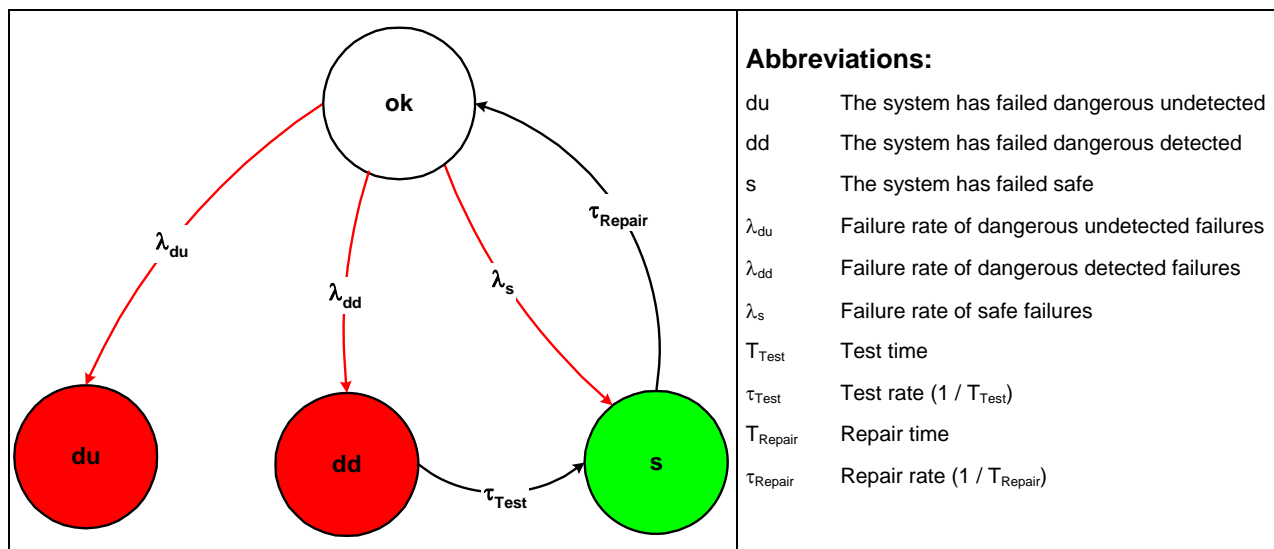 ok
τRepair
λdu
λdd
λs
du
dd
s
τTest
Abbreviations:
du The system has failed dangerous undetected
dd The system has failed dangerous detected
s The system has failed safe
λdu Failure rate of dangerous undetected failures
λdd Failure rate of dangerous detected failures
λs Failure rate of safe failures
TTest Test time
τTest Test rate (1 / TTest)
TRepair Repair time
τRepair Repair rate (1 / TRepair)